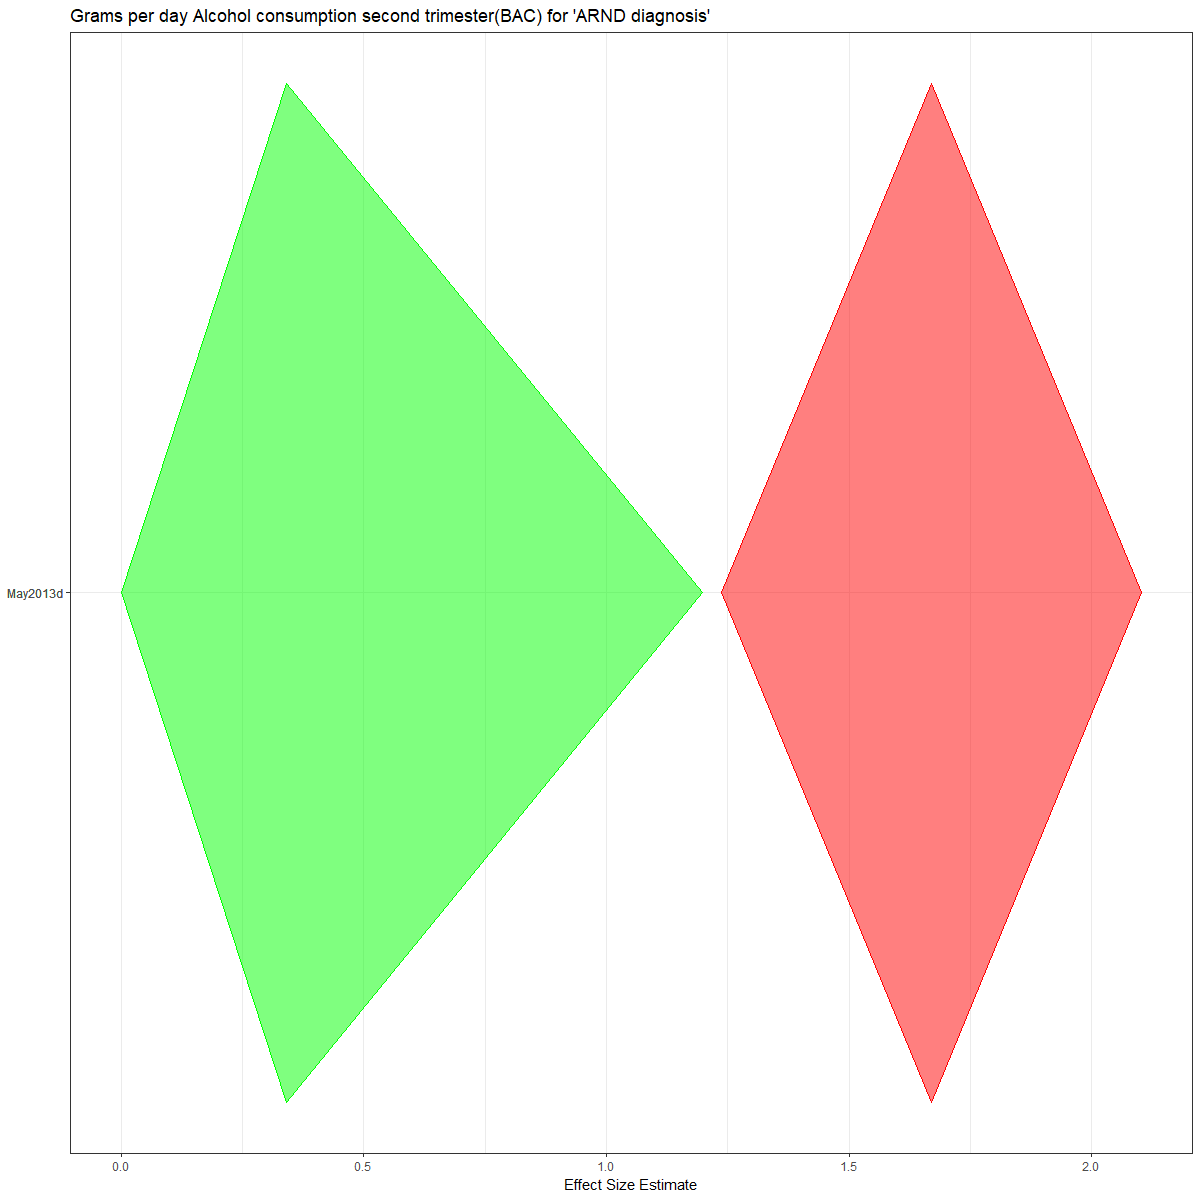 Grams per day Alcohol consumption second trimester(BAC) for 'ARND diagnosis'
May2013d
0.0 0.5 1.0 1.5 2.0
Effect Size Estimate